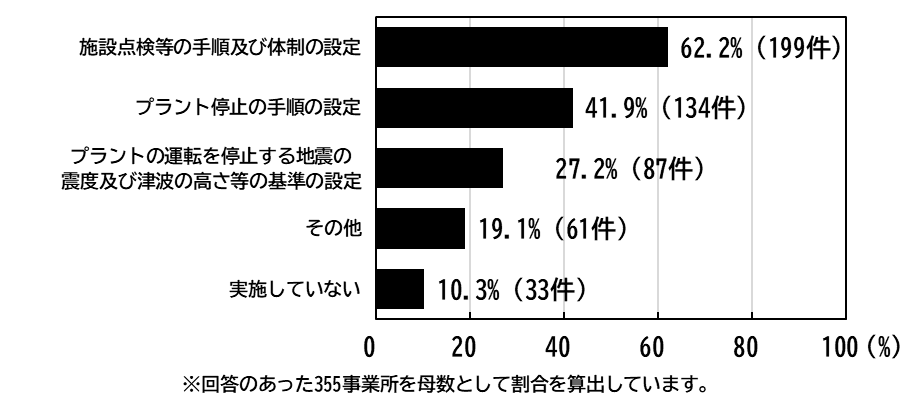 施設点検等の手順及び体制の設定
62.2%（199件）
プラント停止の手順の設定
41.9%（134件）
プラントの運転を停止する地震の
震度及び津波の高さ等の基準の設定
27.2%（87件）
その他
19.1%（61件）
実施していない
10.3%（33件）
0 20 40 60 80 100（%）
※回答のあった355事業所を母数として割合を算出しています。